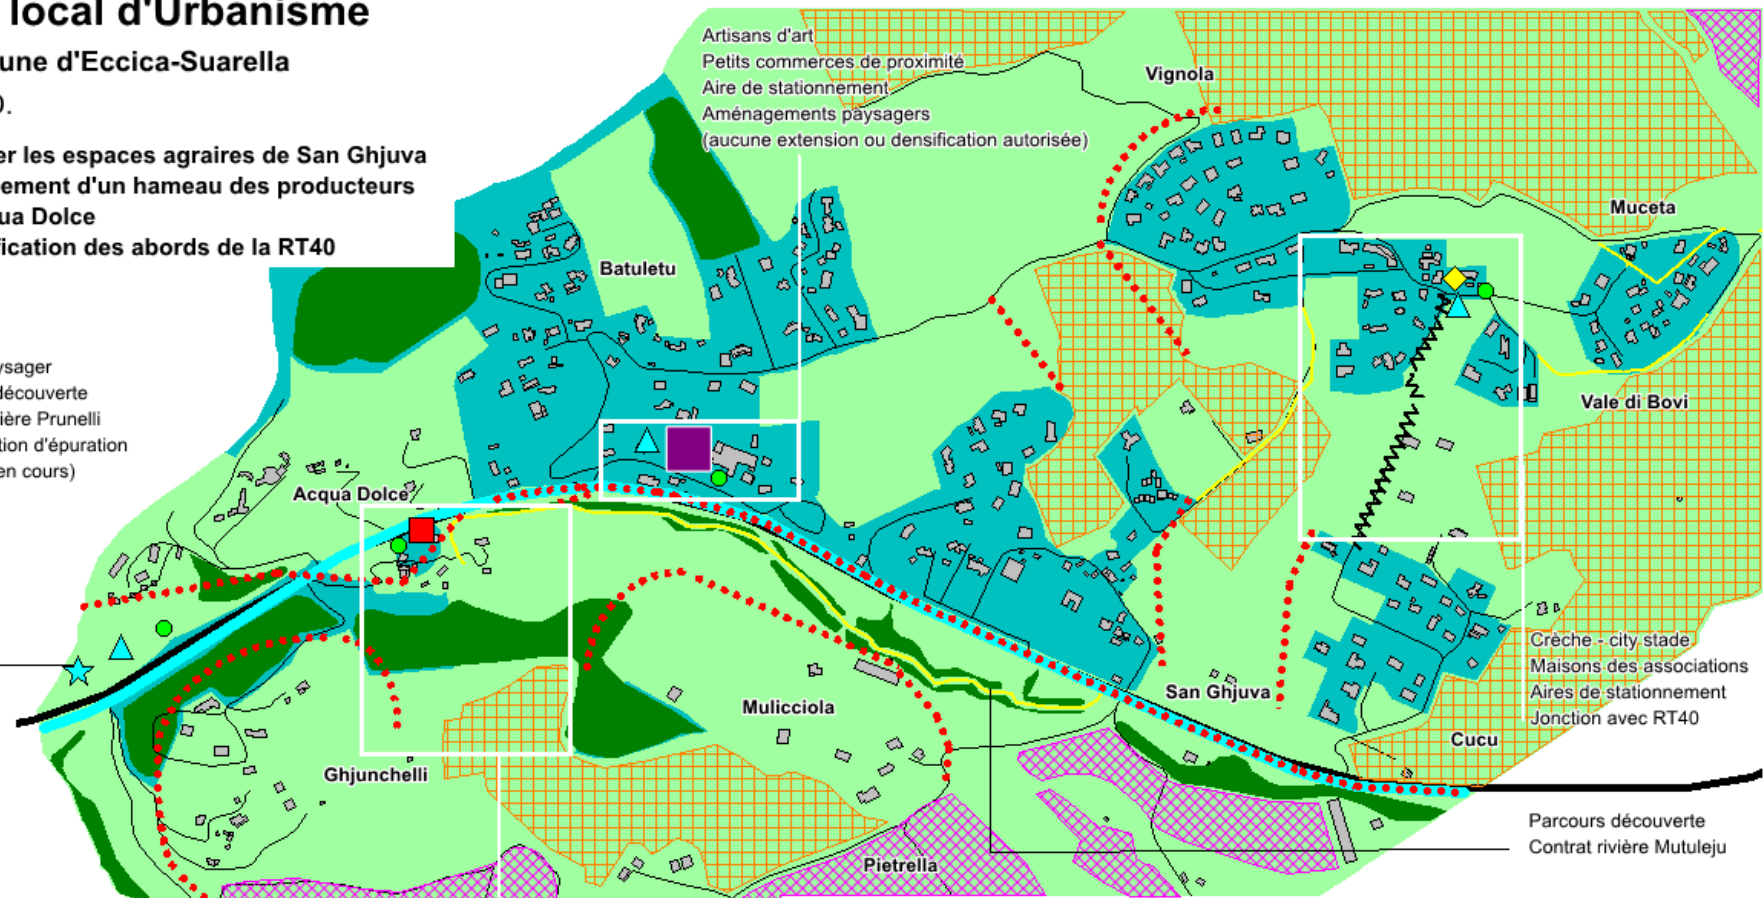 local d'Urbanisme
une d'Eccica-Suarella
).
er les espaces agraires de San Ghjuva
ement d'un hameau des producteurs
ua Dolce
fication des abords de la RT40
ysager
découverte
ière Prunelli
tion d'épuration
en cours)
Artisans d'art
Petits commerces de proximité
Aire de stationnement
Aménagements paysagers
(aucune extension ou densification autorisée)
Vignola
Muceta
Batuletu
Vale di Bovi
Acqua Dolce
Crèche - city stade
Maisons des associations
Aires de stationnement
Jonction avec RT40
San Ghjuva
Mulicciola
Cucu
Ghjunchelli
Parcours découverte
Contrat rivière Mutuleju
Pietrella